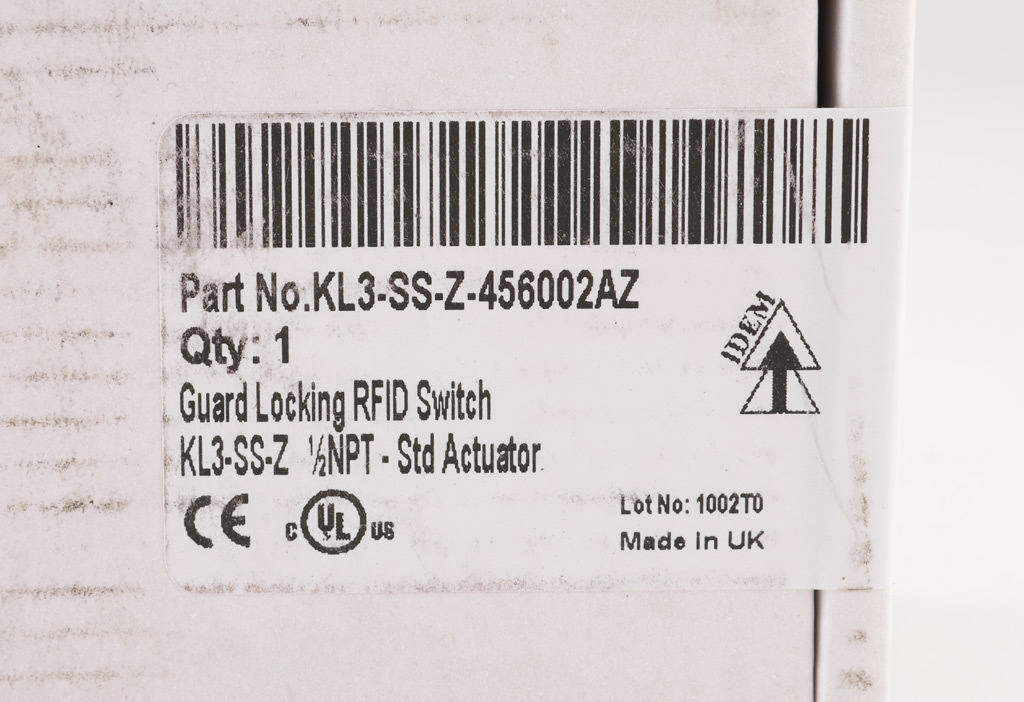 Part No.KL3-SS-Z-456002AZ
Qty: 1
Guard Locking RFID Switch
KL3-SS-Z ½NPT - Std Actuator
IDEM
CE
C UL US
Lot No: 1002T0
Made in UK